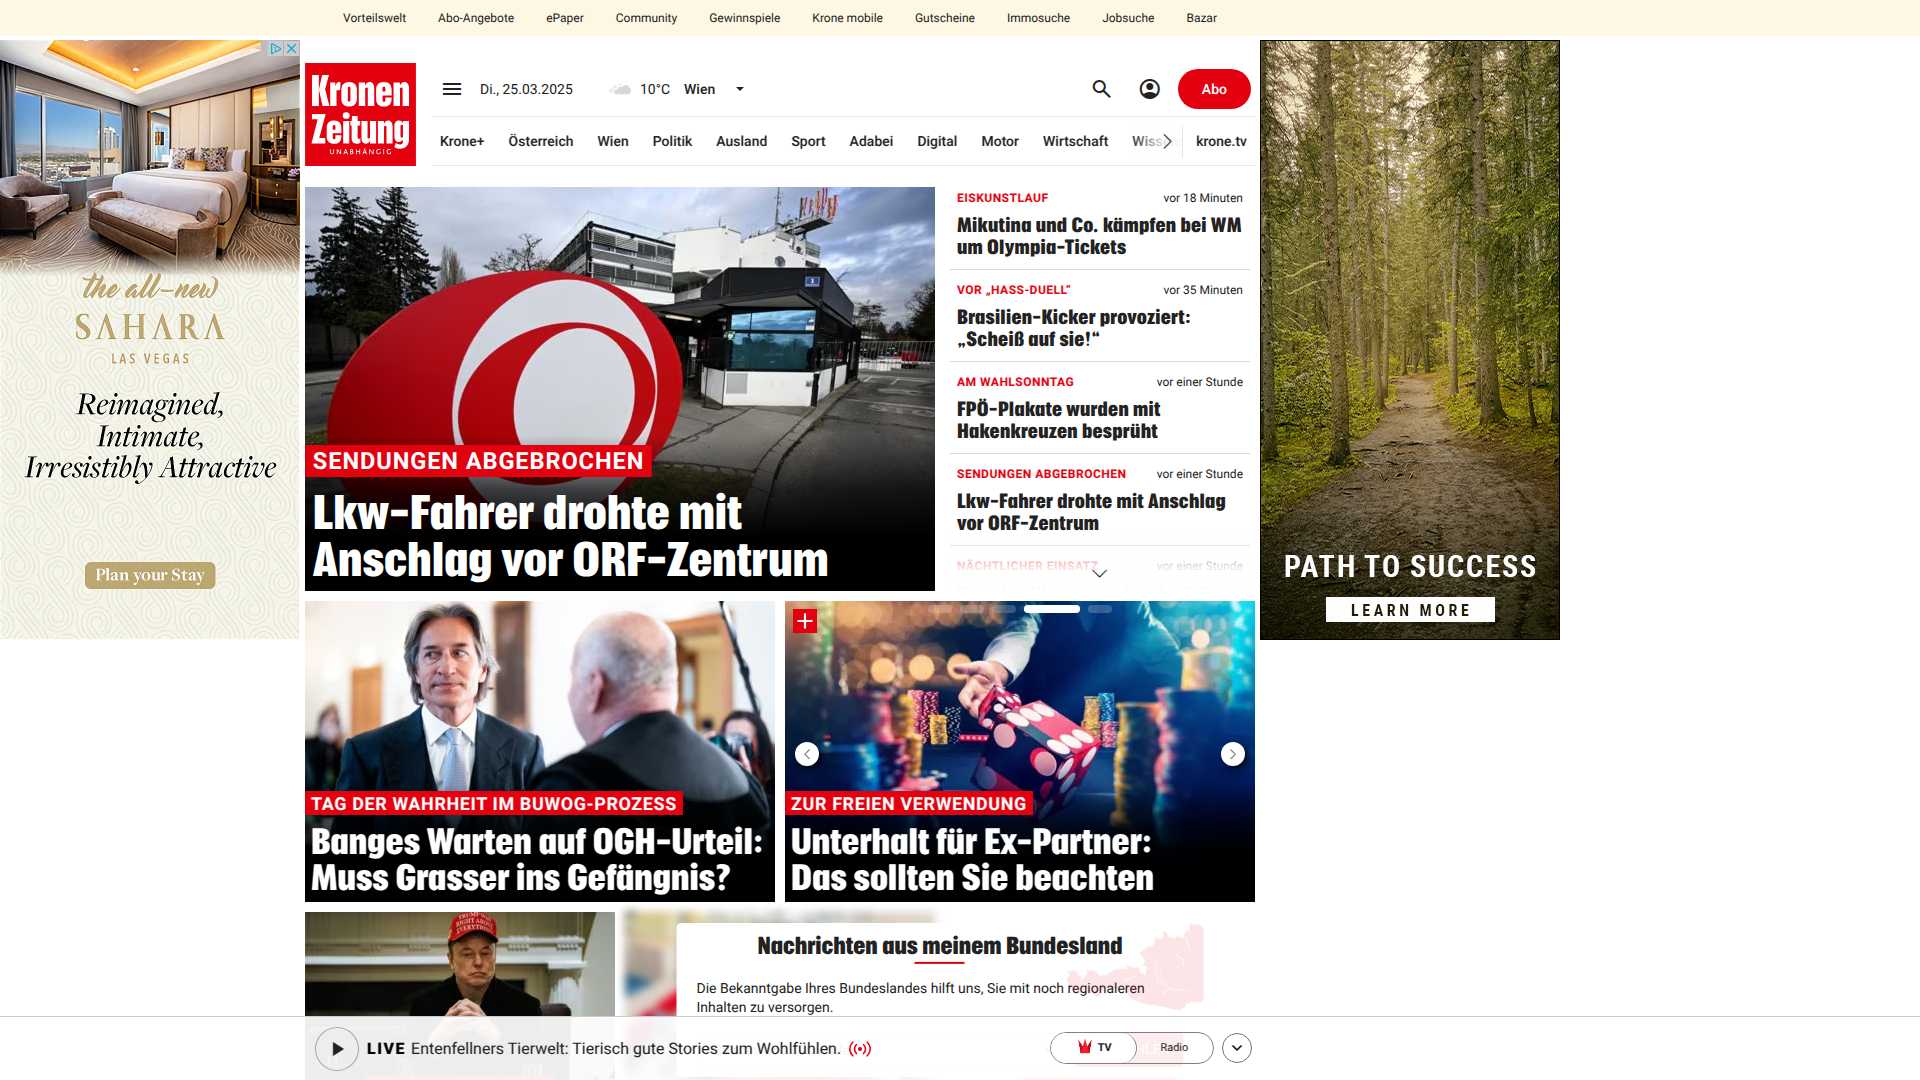 Vorteilswelt
Abo-Angebote
ePaper
Community
Gewinnspiele
Krone mobile
Gutscheine
Immosuche
Jobsuche
Bazar
the all-new
SAHARA
LAS VEGAS
Reimagined,
Intimate,
Irresistibly Attractive
Plan your Stay
Kronen
Zeitung
UNABHÄNGIG
Di., 25.03.2025
10°C
Wien
Abo
Krone+
Österreich
Wien
Politik
Ausland
Sport
Adabei
Digital
Motor
Wirtschaft
krone.tv
SENDUNGEN ABGEBROCHEN
Lkw-Fahrer drohte mit
Anschlag vor ORF-Zentrum
EISKUNSTLAUF
vor 18 Minuten
Mikutina und Co. kämpfen bei WM
um Olympia-Tickets
VOR „HASS-DUELL“
vor 35 Minuten
Brasilien-Kicker provoziert:
„Scheiß auf sie!“
AM WAHLSONNTAG
vor einer Stunde
FPÖ-Plakate wurden mit
Hakenkreuzen besprüht
SENDUNGEN ABGEBROCHEN
vor einer Stunde
Lkw-Fahrer drohte mit Anschlag
vor ORF-Zentrum
NÄCHTLICHER EINSATZ
vor einer Stunde
PATH TO SUCCESS
LEARN MORE
TAG DER WAHRHEIT IM BUWOG-PROZESS
Banges Warten auf OGH-Urteil:
Muss Grasser ins Gefängnis?
ZUR FREIEN VERWENDUNG
Unterhalt für Ex-Partner:
Das sollten Sie beachten
TRUMP WAS
RIGHT ABOUT
EVERYTHING
Nachrichten aus meinem Bundesland
Die Bekanntgabe Ihres Bundeslandes hilft uns, Sie mit noch regionaleren
Inhalten zu versorgen.
LIVE Entenfellners Tierwelt: Tierisch gute Stories zum Wohlfühlen.
TV
Radio